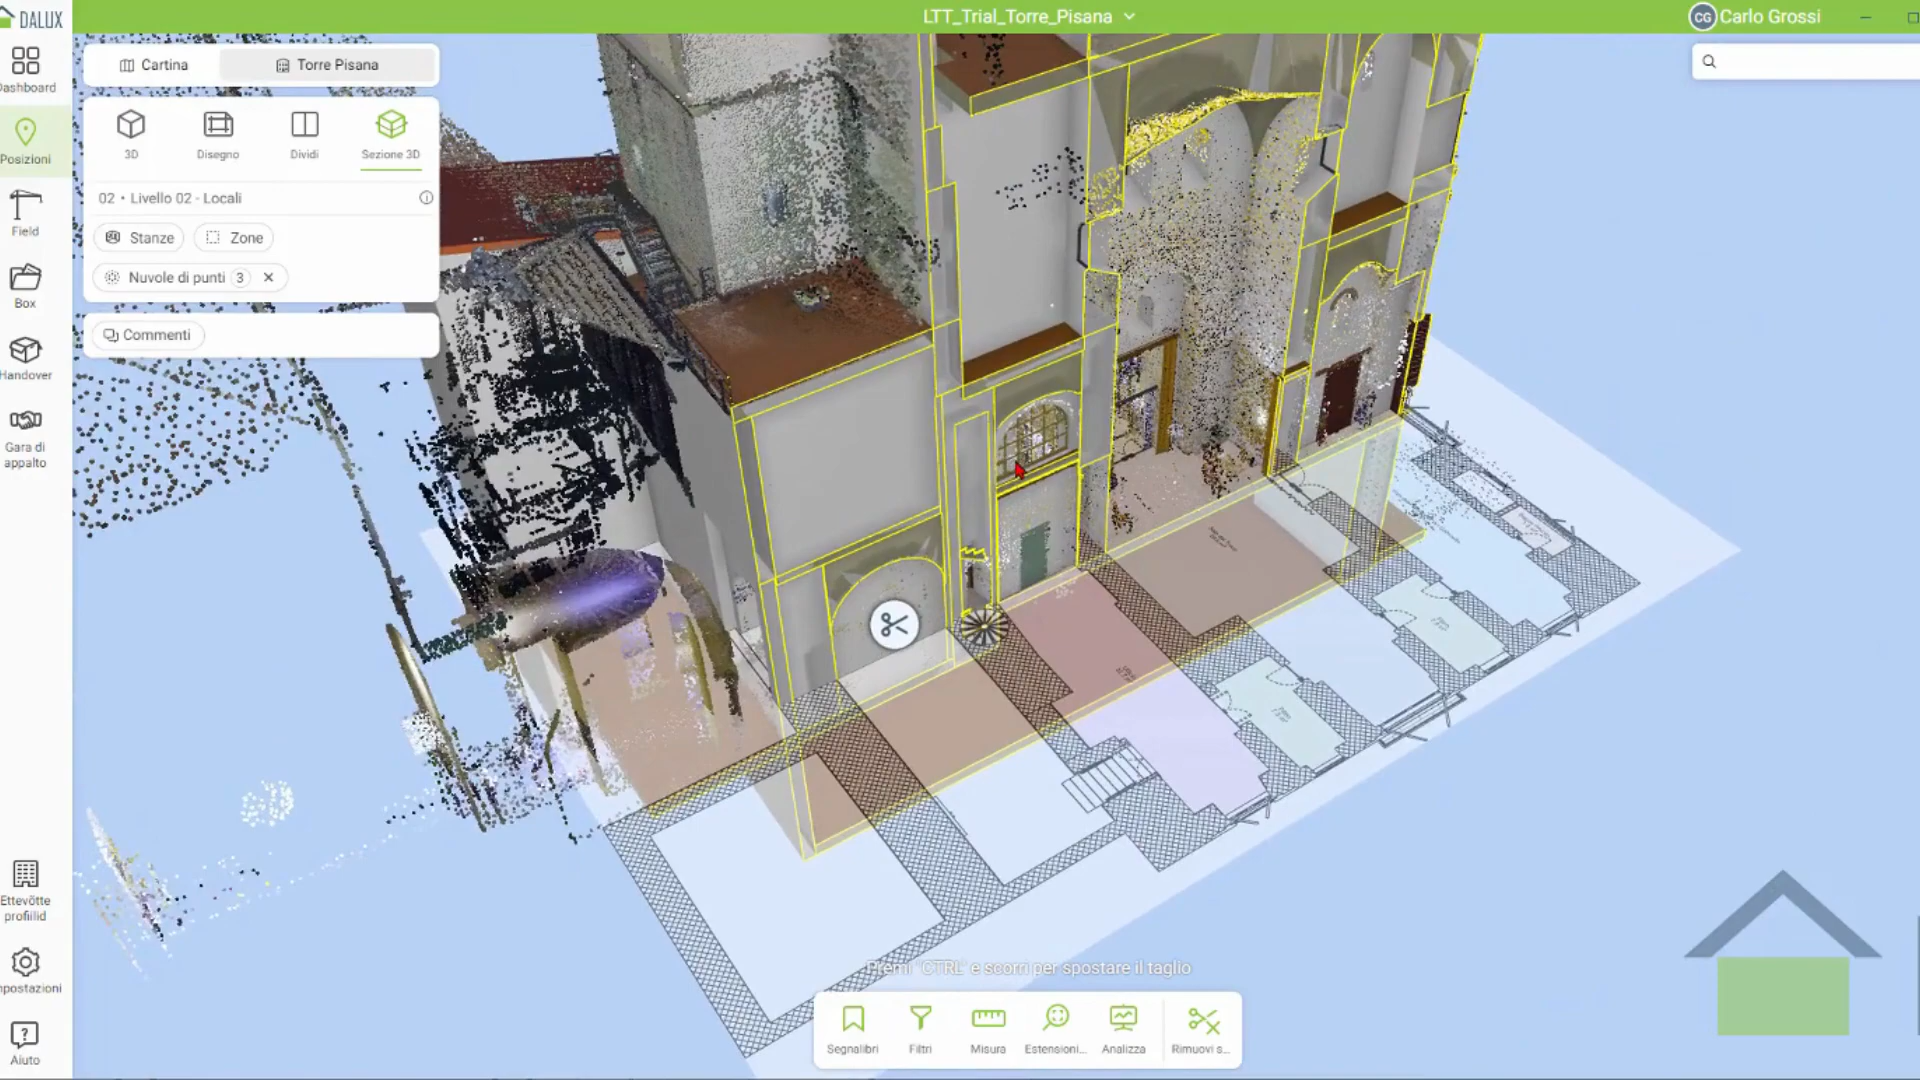 DALUX
LTT_Trial_Torre_Pisana
CG Carlo Grossi
Dashboard
Posizioni
Field
Box
Handover
Gara di
appalto
Ettevõtte
profiilid
mpostazioni
Aiuto
Cartina
Torre Pisana
3D
Disegno
Dividi
Sezione 3D
02 • Livello 02 - Locali
Stanze
Zone
Nuvole di punti 3
Commenti
Premi 'CTRL' e scorri per spostare il taglio
Segnalibri
Filtri
Misura
Estensioni...
Analizza
Rimuovi s...